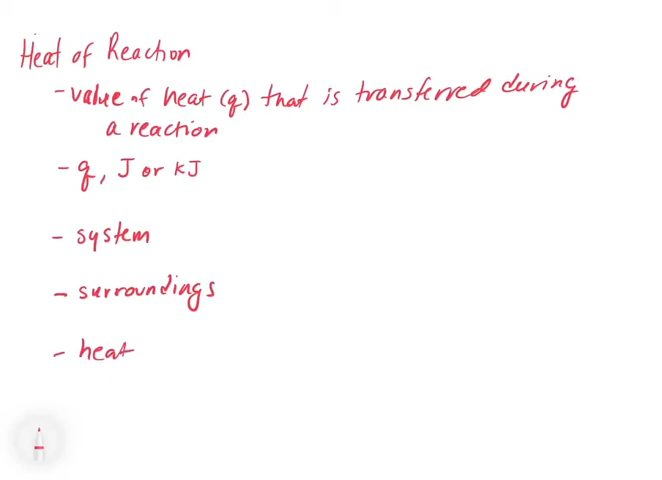 Heat of Reaction
- value of heat (q) that is transferred during
a reaction
- q, J or kJ
- system
- surroundings
- heat